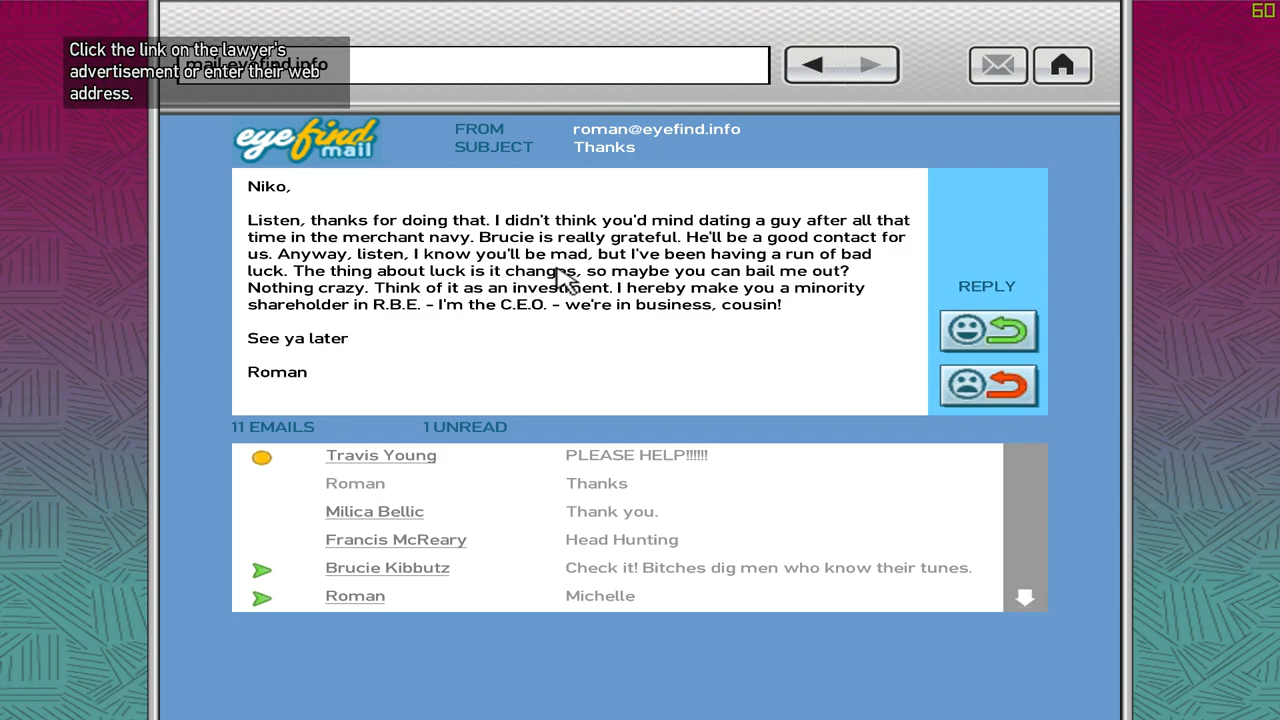 60
Click the link on the lawyer's
advertisement or enter their web
address.
mail.eyefind.info
eyefind
mail
FROM roman@eyefind.info
SUBJECT Thanks
Niko,
Listen, thanks for doing that. I didn't think you'd mind dating a guy after all that
time in the merchant navy. Brucie is really grateful. He'll be a good contact for
us. Anyway, listen, I know you'll be mad, but I've been having a run of bad
luck. The thing about luck is it changes, so maybe you can bail me out?
Nothing crazy. Think of it as an investment. I hereby make you a minority
shareholder in R.B.E. - I'm the C.E.O. - we're in business, cousin!
See ya later
Roman
REPLY
11 EMAILS 1 UNREAD
Travis Young PLEASE HELP!!!!!!
Roman Thanks
Milica Bellic Thank you.
Francis McReary Head Hunting
Brucie Kibbutz Check it! Bitches dig men who know their tunes.
Roman Michelle